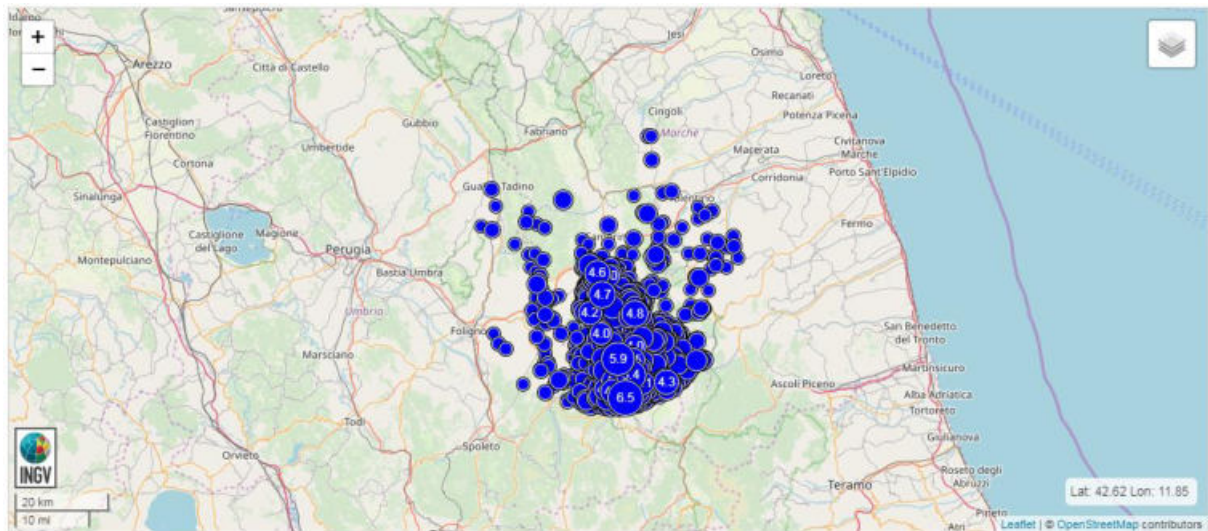 +
−
Arezzo
Città di Castello
Jesi
Osimo
Loreto
Castiglion
Fiorentino
Gubbio
Fabriano
Cingoli
Marche
Recanati
Potenza Picena
Cortona
Umbertide
Macerata
Civitanova
Marche
Corridonia
Porto Sant'Elpidio
Sinalunga
Castiglione
del Lago
Magione
Perugia
Fermo
Montepulciano
Bastia Umbra
4.6
4.7
4.2
4.8
Umbria
Foligno
4.0
San Benedetto
del Tronto
Marsciano
5.9
4.3
Martinsicuro
6.5
Ascoli Piceno
Alba Adriatica
Tortoreto
Todi
Spoleto
Giulianova
Orvieto
INGV
Roseto degli
Abruzzi
Teramo
20 km
10 mi
Lat: 42.62 Lon: 11.85
Pineto
Atri
Leaflet | © OpenStreetMap contributors